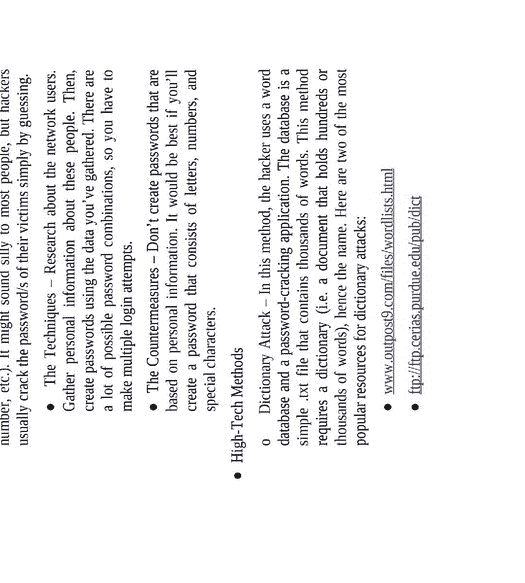 number, etc.). It might sound silly to most people, but hackers
usually crack the password/s of their victims simply by guessing.
● The Techniques – Research about the network users.
Gather personal information about these people. Then,
create passwords using the data you've gathered. There are
a lot of possible password combinations, so you have to
make multiple login attempts.
● The Countermeasures – Don't create passwords that are
based on personal information. It would be best if you'll
create a password that consists of letters, numbers, and
special characters.
● High-Tech Methods
o Dictionary Attack – In this method, the hacker uses a word
database and a password-cracking application. The database is a
simple .txt file that contains thousands of words. This method
requires a dictionary (i.e. a document that holds hundreds or
thousands of words), hence the name. Here are two of the most
popular resources for dictionary attacks:
● www.outpost9.com/files/wordlists.html
● ftp://ftp.cerias.purdue.edu/pub/dict